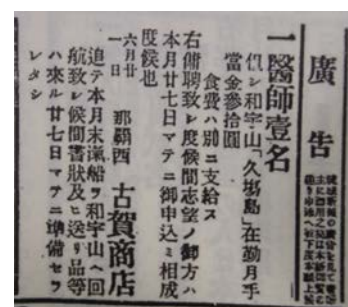 廣告
一醫師壹名
但シ和字山「久塲島」在勤月手
當金參拾圓
食費ハ別ニ支給ス
右傭聘致シ度候間志望ノ御方ハ
本月廿七日マテニ御申込ミ相成
度候也
六月廿一日 那覇西 古賀商店
追テ本月末滊船ヲ和字山ヘ回
航致シ候間書狀及ヒ送リ品等
ハ來ル廿七日マテニ準備セラ
レタシ